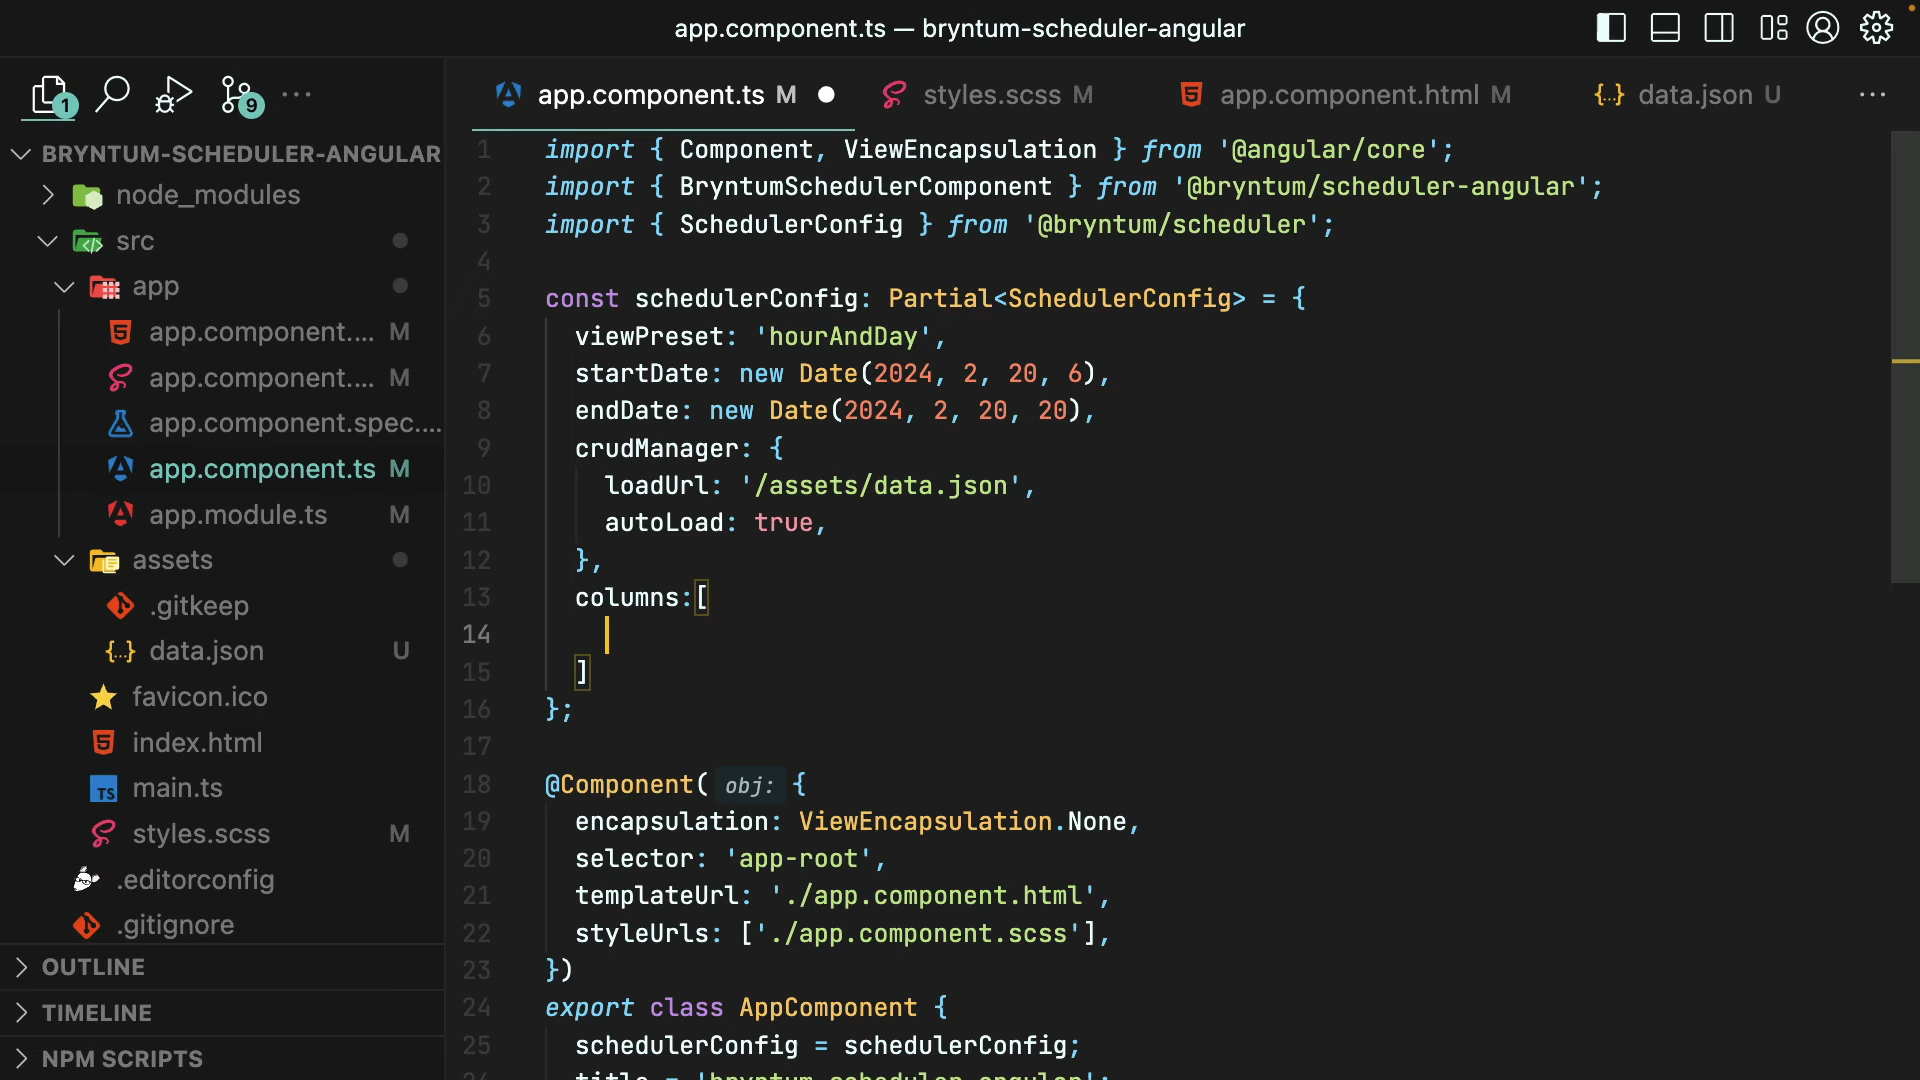 app.component.ts — bryntum-scheduler-angular
1
9
app.component.ts M
styles.scss M
app.component.html M
data.json U
BRYNTUM-SCHEDULER-ANGULAR
node_modules
src
app
app.component.... M
app.component.... M
app.component.spec....
app.component.ts M
app.module.ts M
assets
.gitkeep
data.json U
favicon.ico
index.html
main.ts
styles.scss M
.editorconfig
.gitignore
OUTLINE
TIMELINE
NPM SCRIPTS
1 import { Component, ViewEncapsulation } from '@angular/core';
2 import { BryntumSchedulerComponent } from '@bryntum/scheduler-angular';
3 import { SchedulerConfig } from '@bryntum/scheduler';
4
5 const schedulerConfig: Partial<SchedulerConfig> = {
6 viewPreset: 'hourAndDay',
7 startDate: new Date(2024, 2, 20, 6),
8 endDate: new Date(2024, 2, 20, 20),
9 crudManager: {
10 loadUrl: '/assets/data.json',
11 autoLoad: true,
12 },
13 columns:[
14
15 ]
16 };
17
18 @Component( obj: {
19 encapsulation: ViewEncapsulation.None,
20 selector: 'app-root',
21 templateUrl: './app.component.html',
22 styleUrls: ['./app.component.scss'],
23 })
24 export class AppComponent {
25 schedulerConfig = schedulerConfig;
26 title = 'bryntum-scheduler-angular';